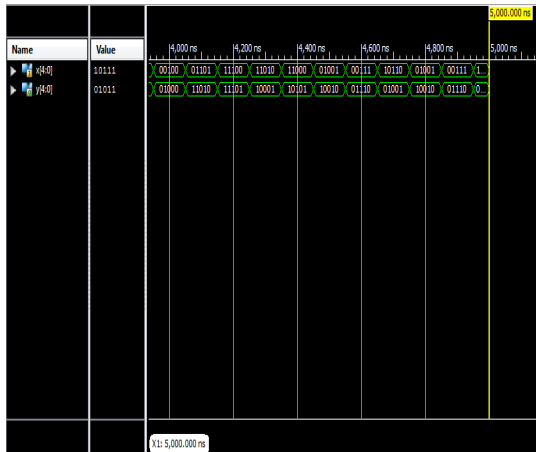 5,000.000 ns
Name Value 4,000 ns 4,200 ns 4,400 ns 4,600 ns 4,800 ns 5,000 ns
x[4:0] 10111 00100 01101 11100 11010 11000 01001 00111 10110 01001 00111 1...
y[4:0] 01011 01000 11010 11101 10001 10101 10010 01110 01001 10010 01110 0...
X1: 5,000.000 ns